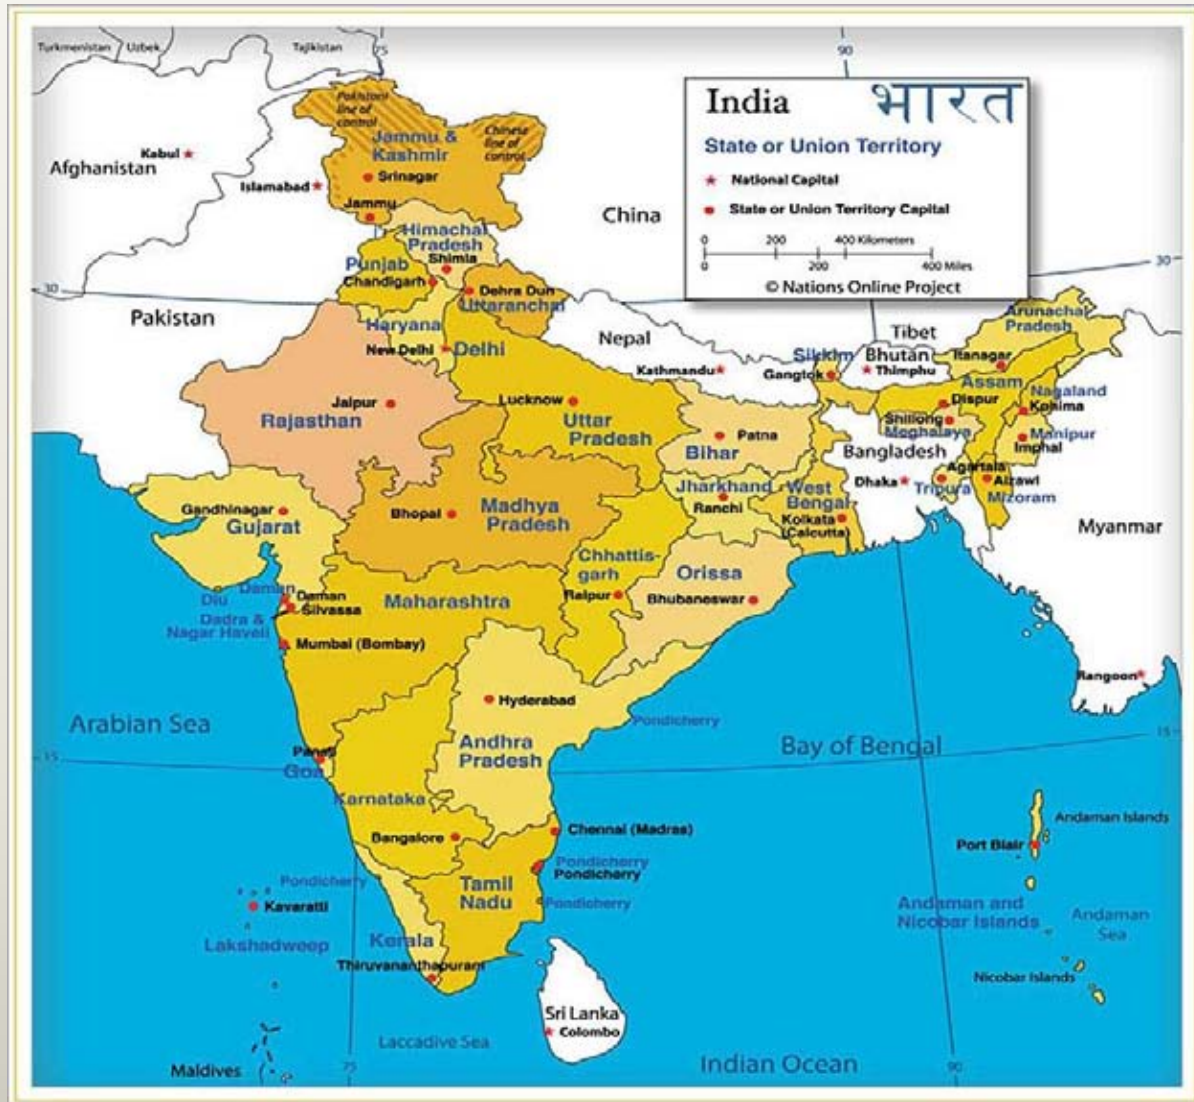 Turkmenistan
Uzbek.
Tajikistan
75
90
India भारत
State or Union Territory
National Capital
State or Union Territory Capital
0 200 400 Kilometers
0 200 400 Miles
© Nations Online Project
Pakistani
line of
control
Chinese
line of
control
Jammu &
Kashmir
Srinagar
Jammu
Afghanistan
Kabul
Islamabad
China
Himachal
Pradesh
Shimla
Punjab
Chandigarh
Dehra Dun
Uttaranchal
30
30
Pakistan
Haryana
New Delhi
Delhi
Nepal
Kathmandu
Tibet
Arunachal
Pradesh
Sikkim
Gangtok
Bhutan
Thimphu
Itanagar
Assam
Dispur
Nagaland
Kohima
Shillong
Meghalaya
Manipur
Imphal
Jaipur
Rajasthan
Lucknow
Uttar
Pradesh
Patna
Bihar
Bangladesh
Dhaka
Agartala
Tripura
Aizawl
Mizoram
Jharkhand
Ranchi
West
Bengal
Kolkata
(Calcutta)
Myanmar
Gandhinagar
Gujarat
Bhopal
Madhya
Pradesh
Chhattis-
garh
Raipur
Orissa
Bhubaneswar
Diu
Daman
Daman
Silvassa
Dadra &
Nagar Haveli
Maharashtra
Mumbai (Bombay)
Rangoon
Hyderabad
Arabian Sea
Pondicherry
Andhra
Pradesh
Bay of Bengal
15
15
Panaji
Goa
Karnataka
Bangalore
Chennai (Madras)
Andaman Islands
Port Blair
Pondicherry
Pondicherry
Pondicherry
Kavaratti
Tamil
Nadu
Pondicherry
Andaman and
Nicobar Islands
Andaman
Sea
Lakshadweep
Kerala
Thiruvananthapuram
Nicobar Islands
Sri Lanka
Colombo
Laccadive Sea
Indian Ocean
Maldives
75
90